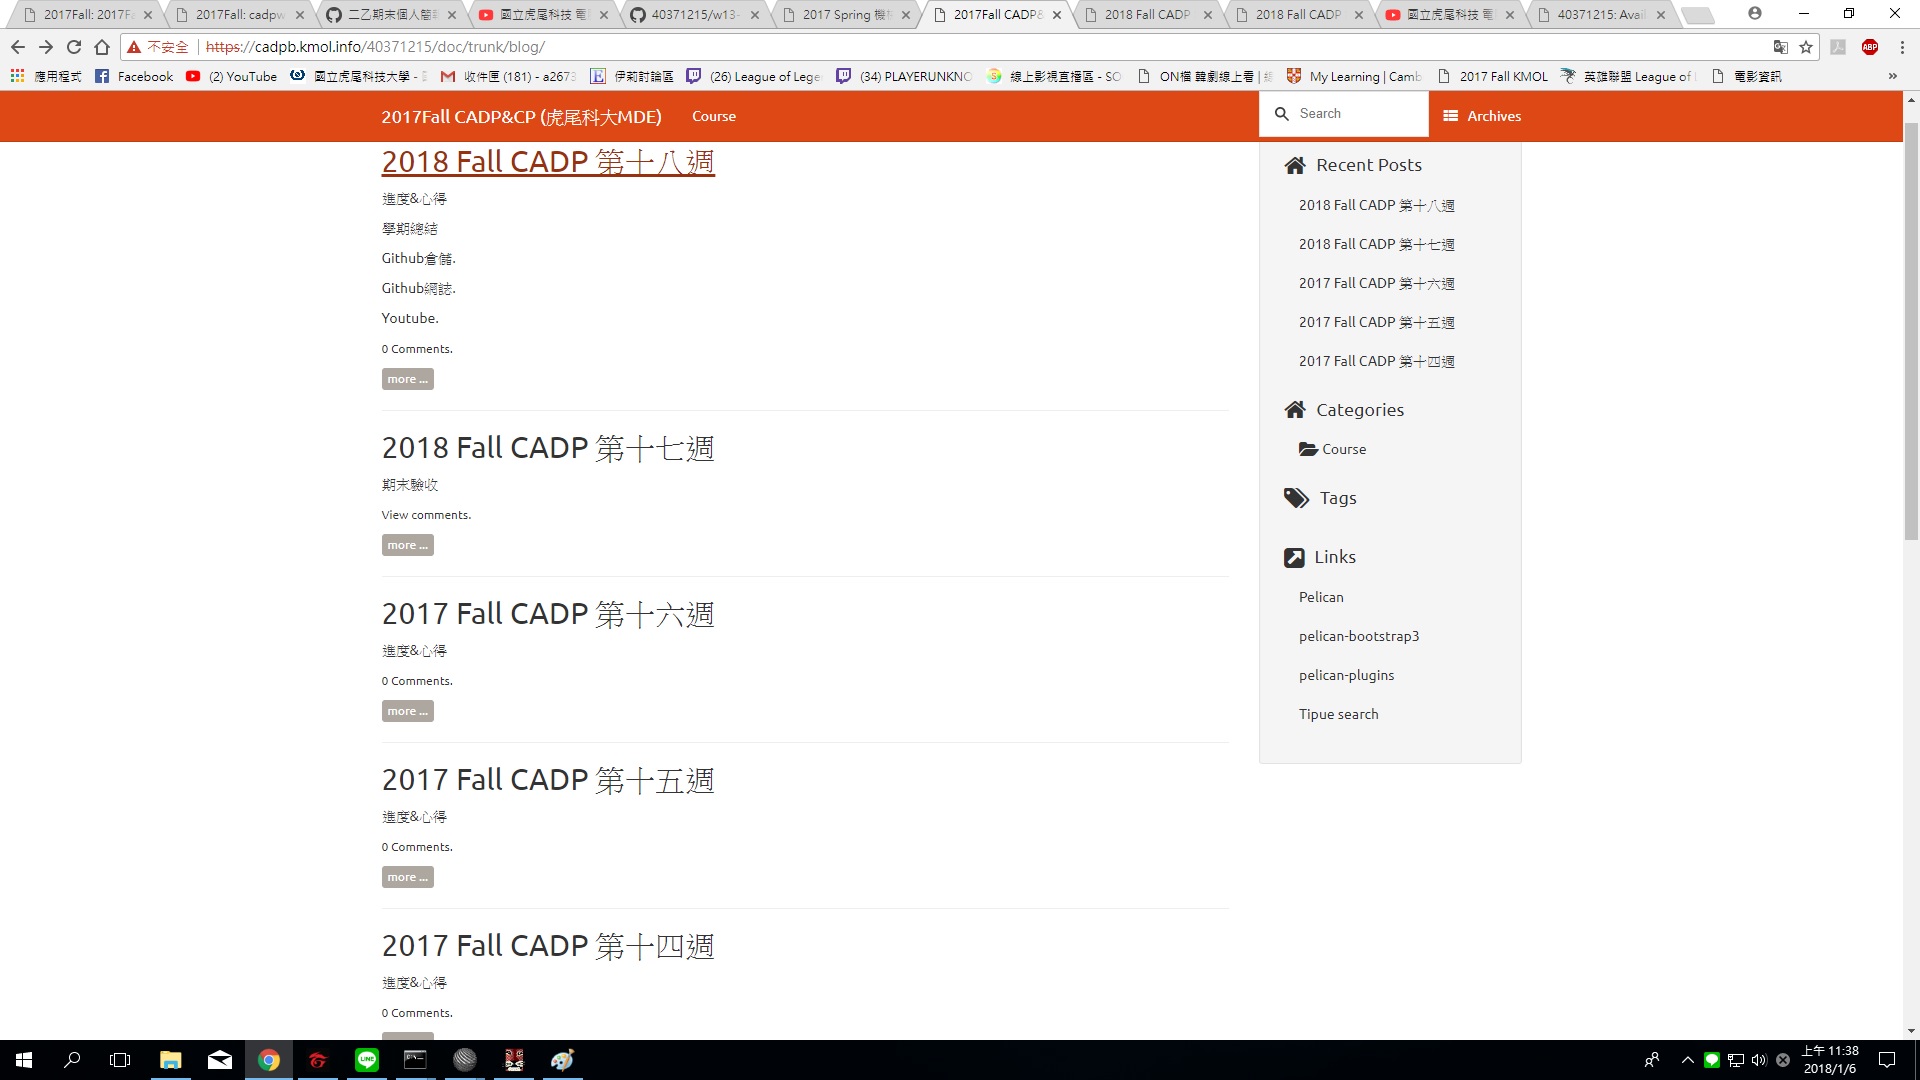 2017Fall: 2017Fa
2017Fall: cadpw
二乙期末個人簡報
國立虎尾科技 電
40371215/w13-
2017 Spring 機械
2017Fall CADP&
2018 Fall CADP
2018 Fall CADP
國立虎尾科技 電
40371215: Avail
不安全
https://cadpb.kmol.info/40371215/doc/trunk/blog/
應用程式
Facebook
(2) YouTube
國立虎尾科技大學 -
收件匣 (181) - a2673
伊莉討論區
(26) League of Lege
(34) PLAYERUNKNO
線上影視直播區 - SO
ON檔 韓劇線上看 |
My Learning | Camb
2017 Fall KMOL
英雄聯盟 League of L
電影資訊
»
2017Fall CADP&CP (虎尾科大MDE)
Course
Search
Archives
2018 Fall CADP 第十八週
進度&心得
學期總結
Github倉儲.
Github網誌.
Youtube.
0 Comments.
more ...
2018 Fall CADP 第十七週
期末驗收
View comments.
more ...
2017 Fall CADP 第十六週
進度&心得
0 Comments.
more ...
2017 Fall CADP 第十五週
進度&心得
0 Comments.
more ...
2017 Fall CADP 第十四週
進度&心得
0 Comments.
Recent Posts
2018 Fall CADP 第十八週
2018 Fall CADP 第十七週
2017 Fall CADP 第十六週
2017 Fall CADP 第十五週
2017 Fall CADP 第十四週
Categories
Course
Tags
Links
Pelican
pelican-bootstrap3
pelican-plugins
Tipue search
ABP
LINE
上午 11:38
2018/1/6